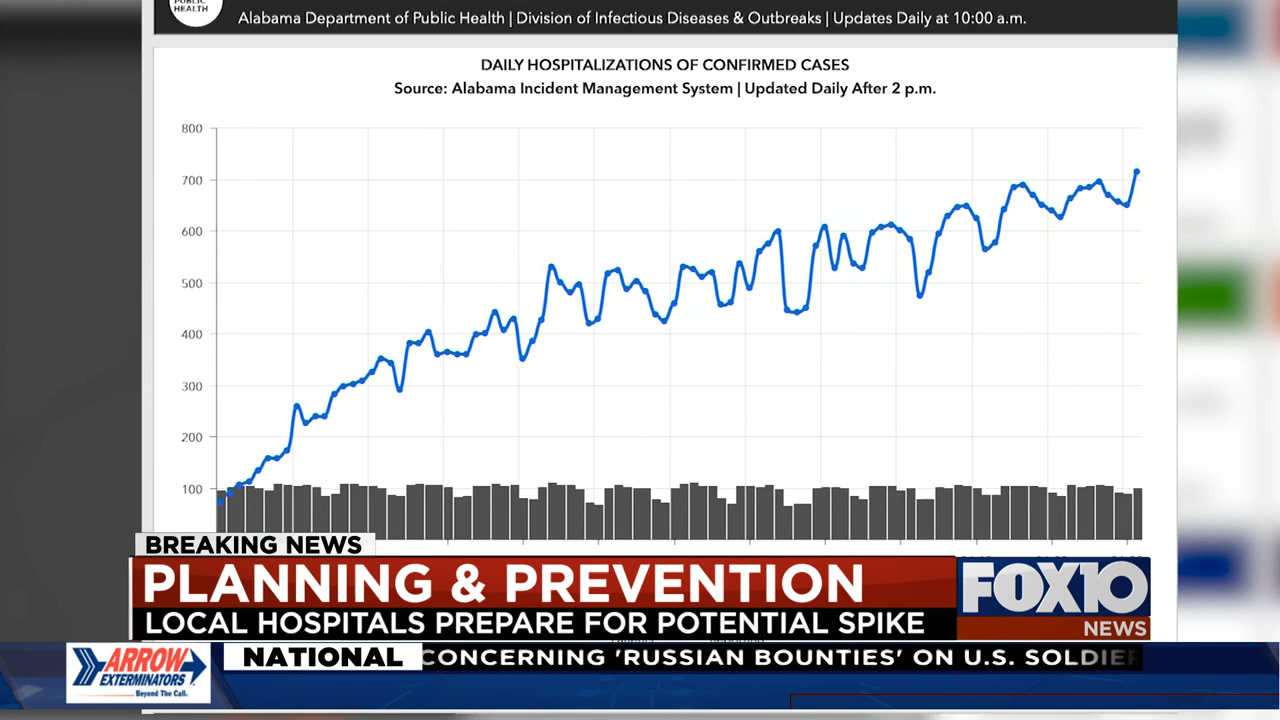 PUBLIC
HEALTH
Alabama Department of Public Health | Division of Infectious Diseases & Outbreaks | Updates Daily at 10:00 a.m.
DAILY HOSPITALIZATIONS OF CONFIRMED CASES
Source: Alabama Incident Management System | Updated Daily After 2 p.m.
800
700
600
500
400
300
200
100
BREAKING NEWS
PLANNING & PREVENTION
LOCAL HOSPITALS PREPARE FOR POTENTIAL SPIKE
FOX10
NEWS
ARROW
EXTERMINATORS
Beyond The Call.
NATIONAL
CONCERNING 'RUSSIAN BOUNTIES' ON U.S. SOLDIE